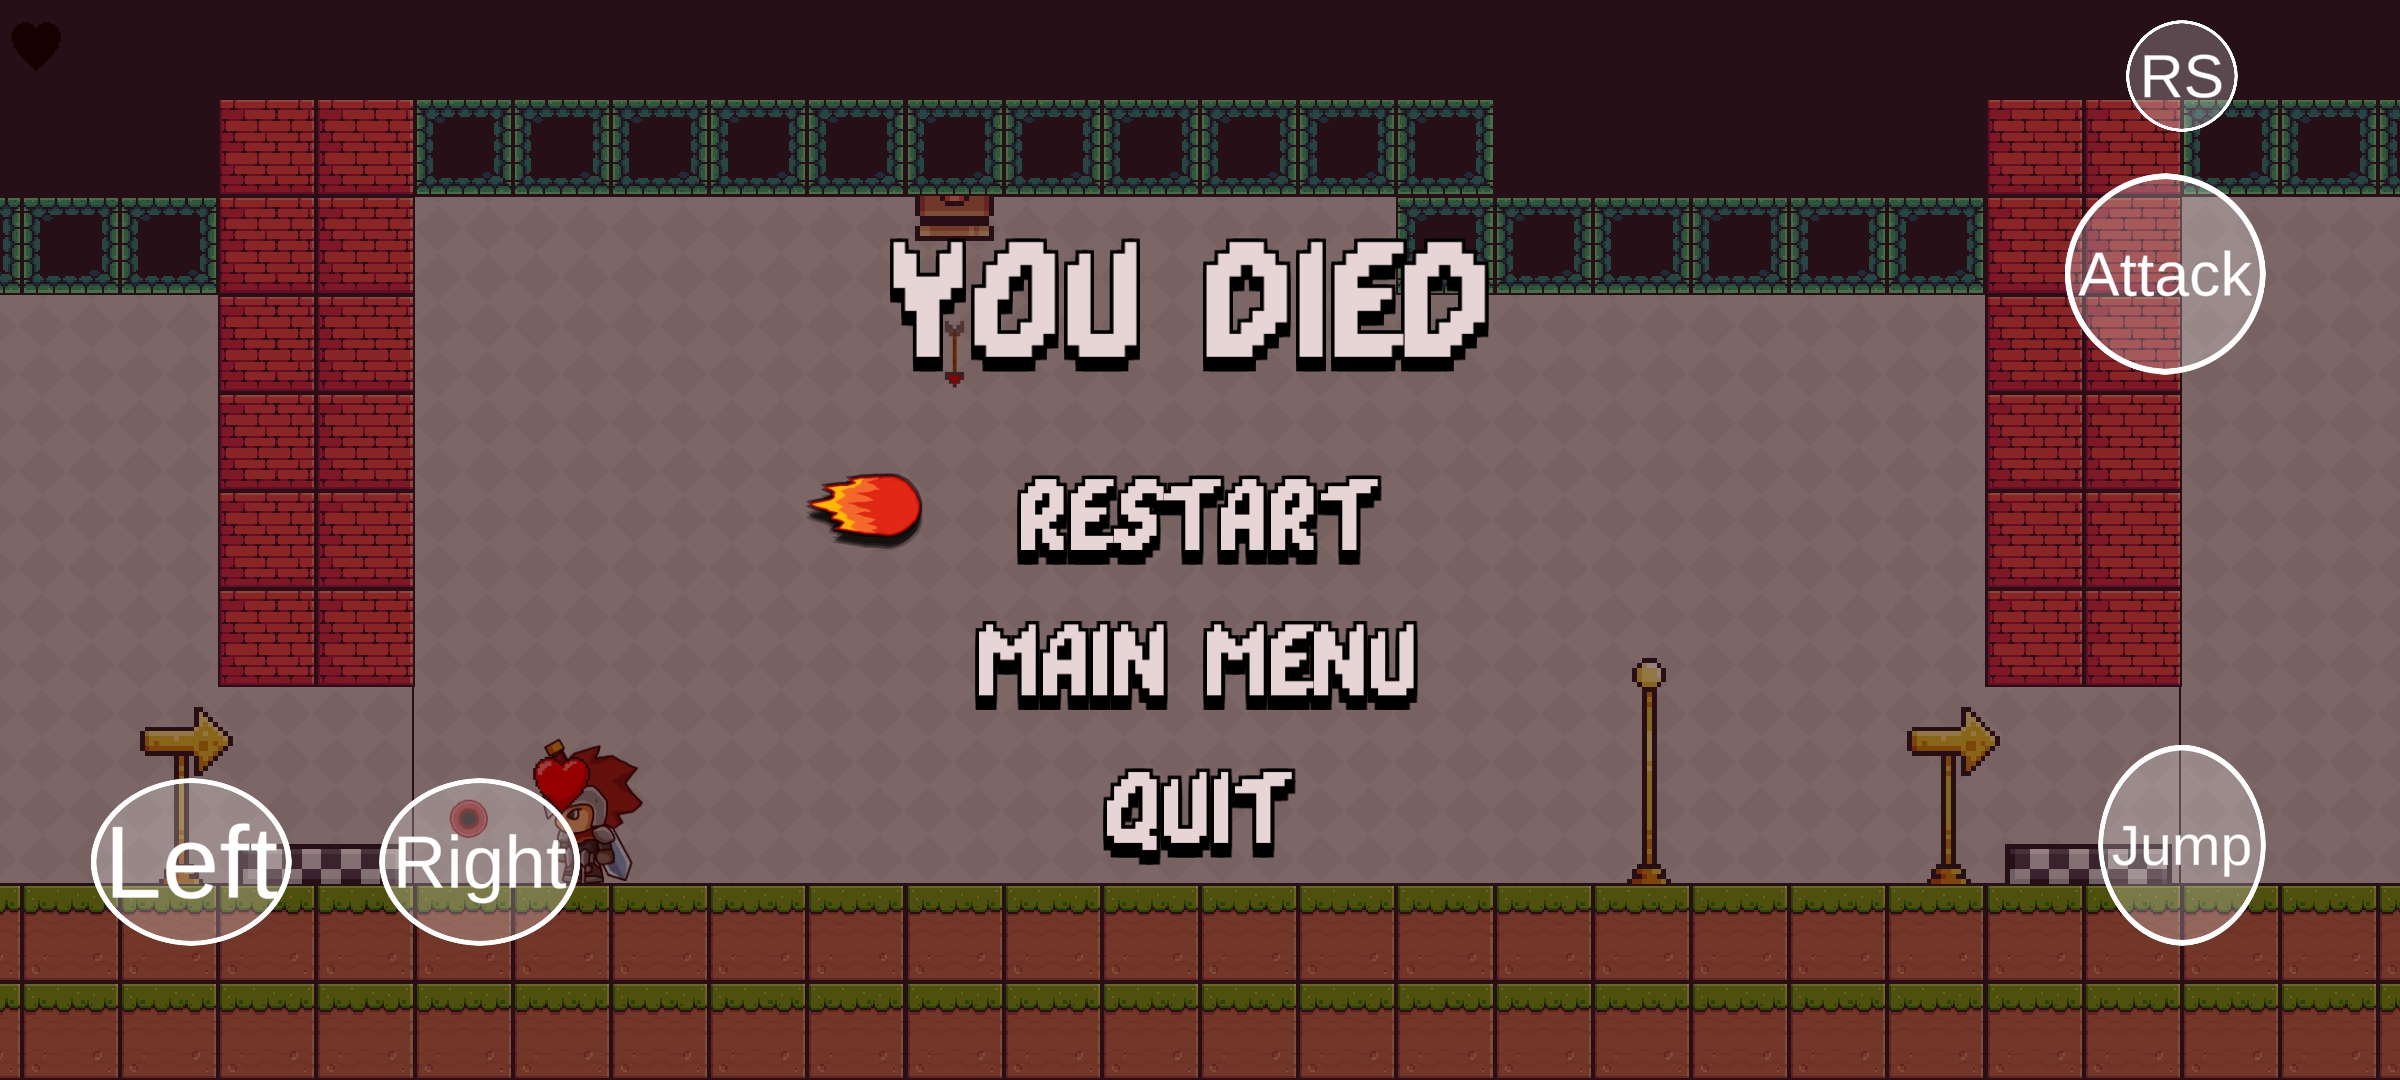 RS
Attack
YOU DIED
RESTART
MAIN MENU
QUIT
Left
Right
Jump